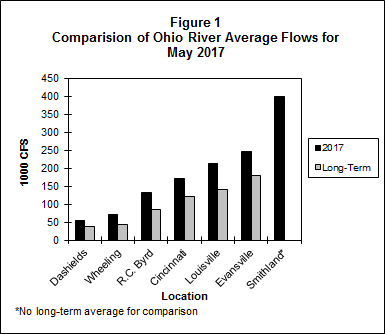 Figure 1
Comparision of Ohio River Average Flows for
May 2017
450
400
350
300
250
200
150
100
50
0
1000 CFS
2017
Long-Term
Dashields
Wheeling
R.C. Byrd
Cincinnati
Louisville
Evansville
Smithland*
Location
*No long-term average for comparison